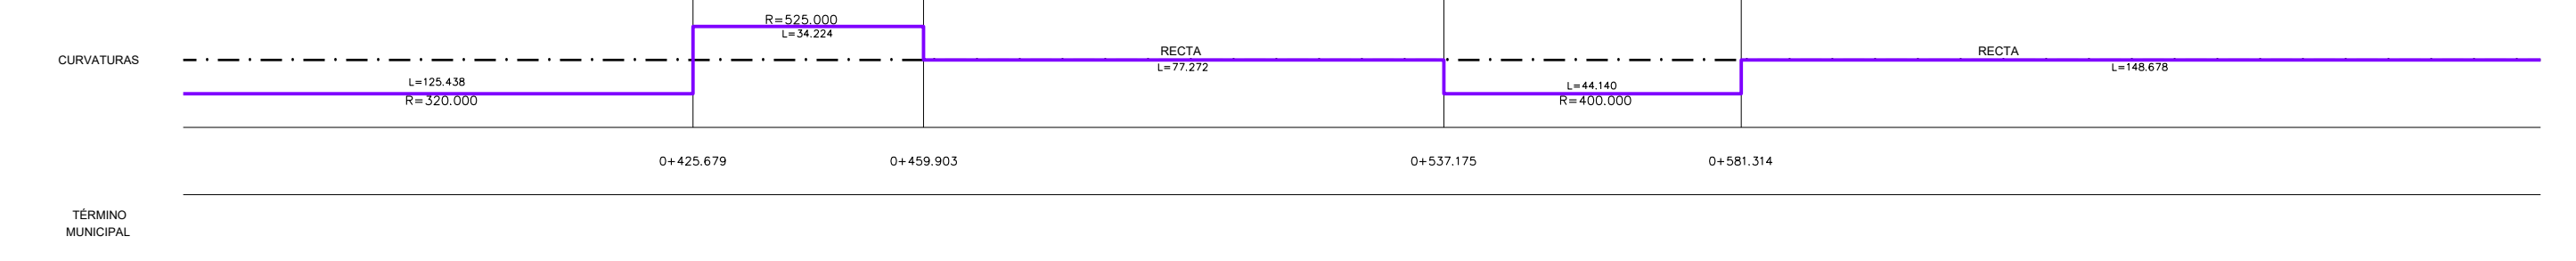 R=525.000
L=34.224
CURVATURAS
RECTA
L=77.272
RECTA
L=148.678
L=125.438
R=320.000
L=44.140
R=400.000
0+425.679
0+459.903
0+537.175
0+581.314
TÉRMINO
MUNICIPAL